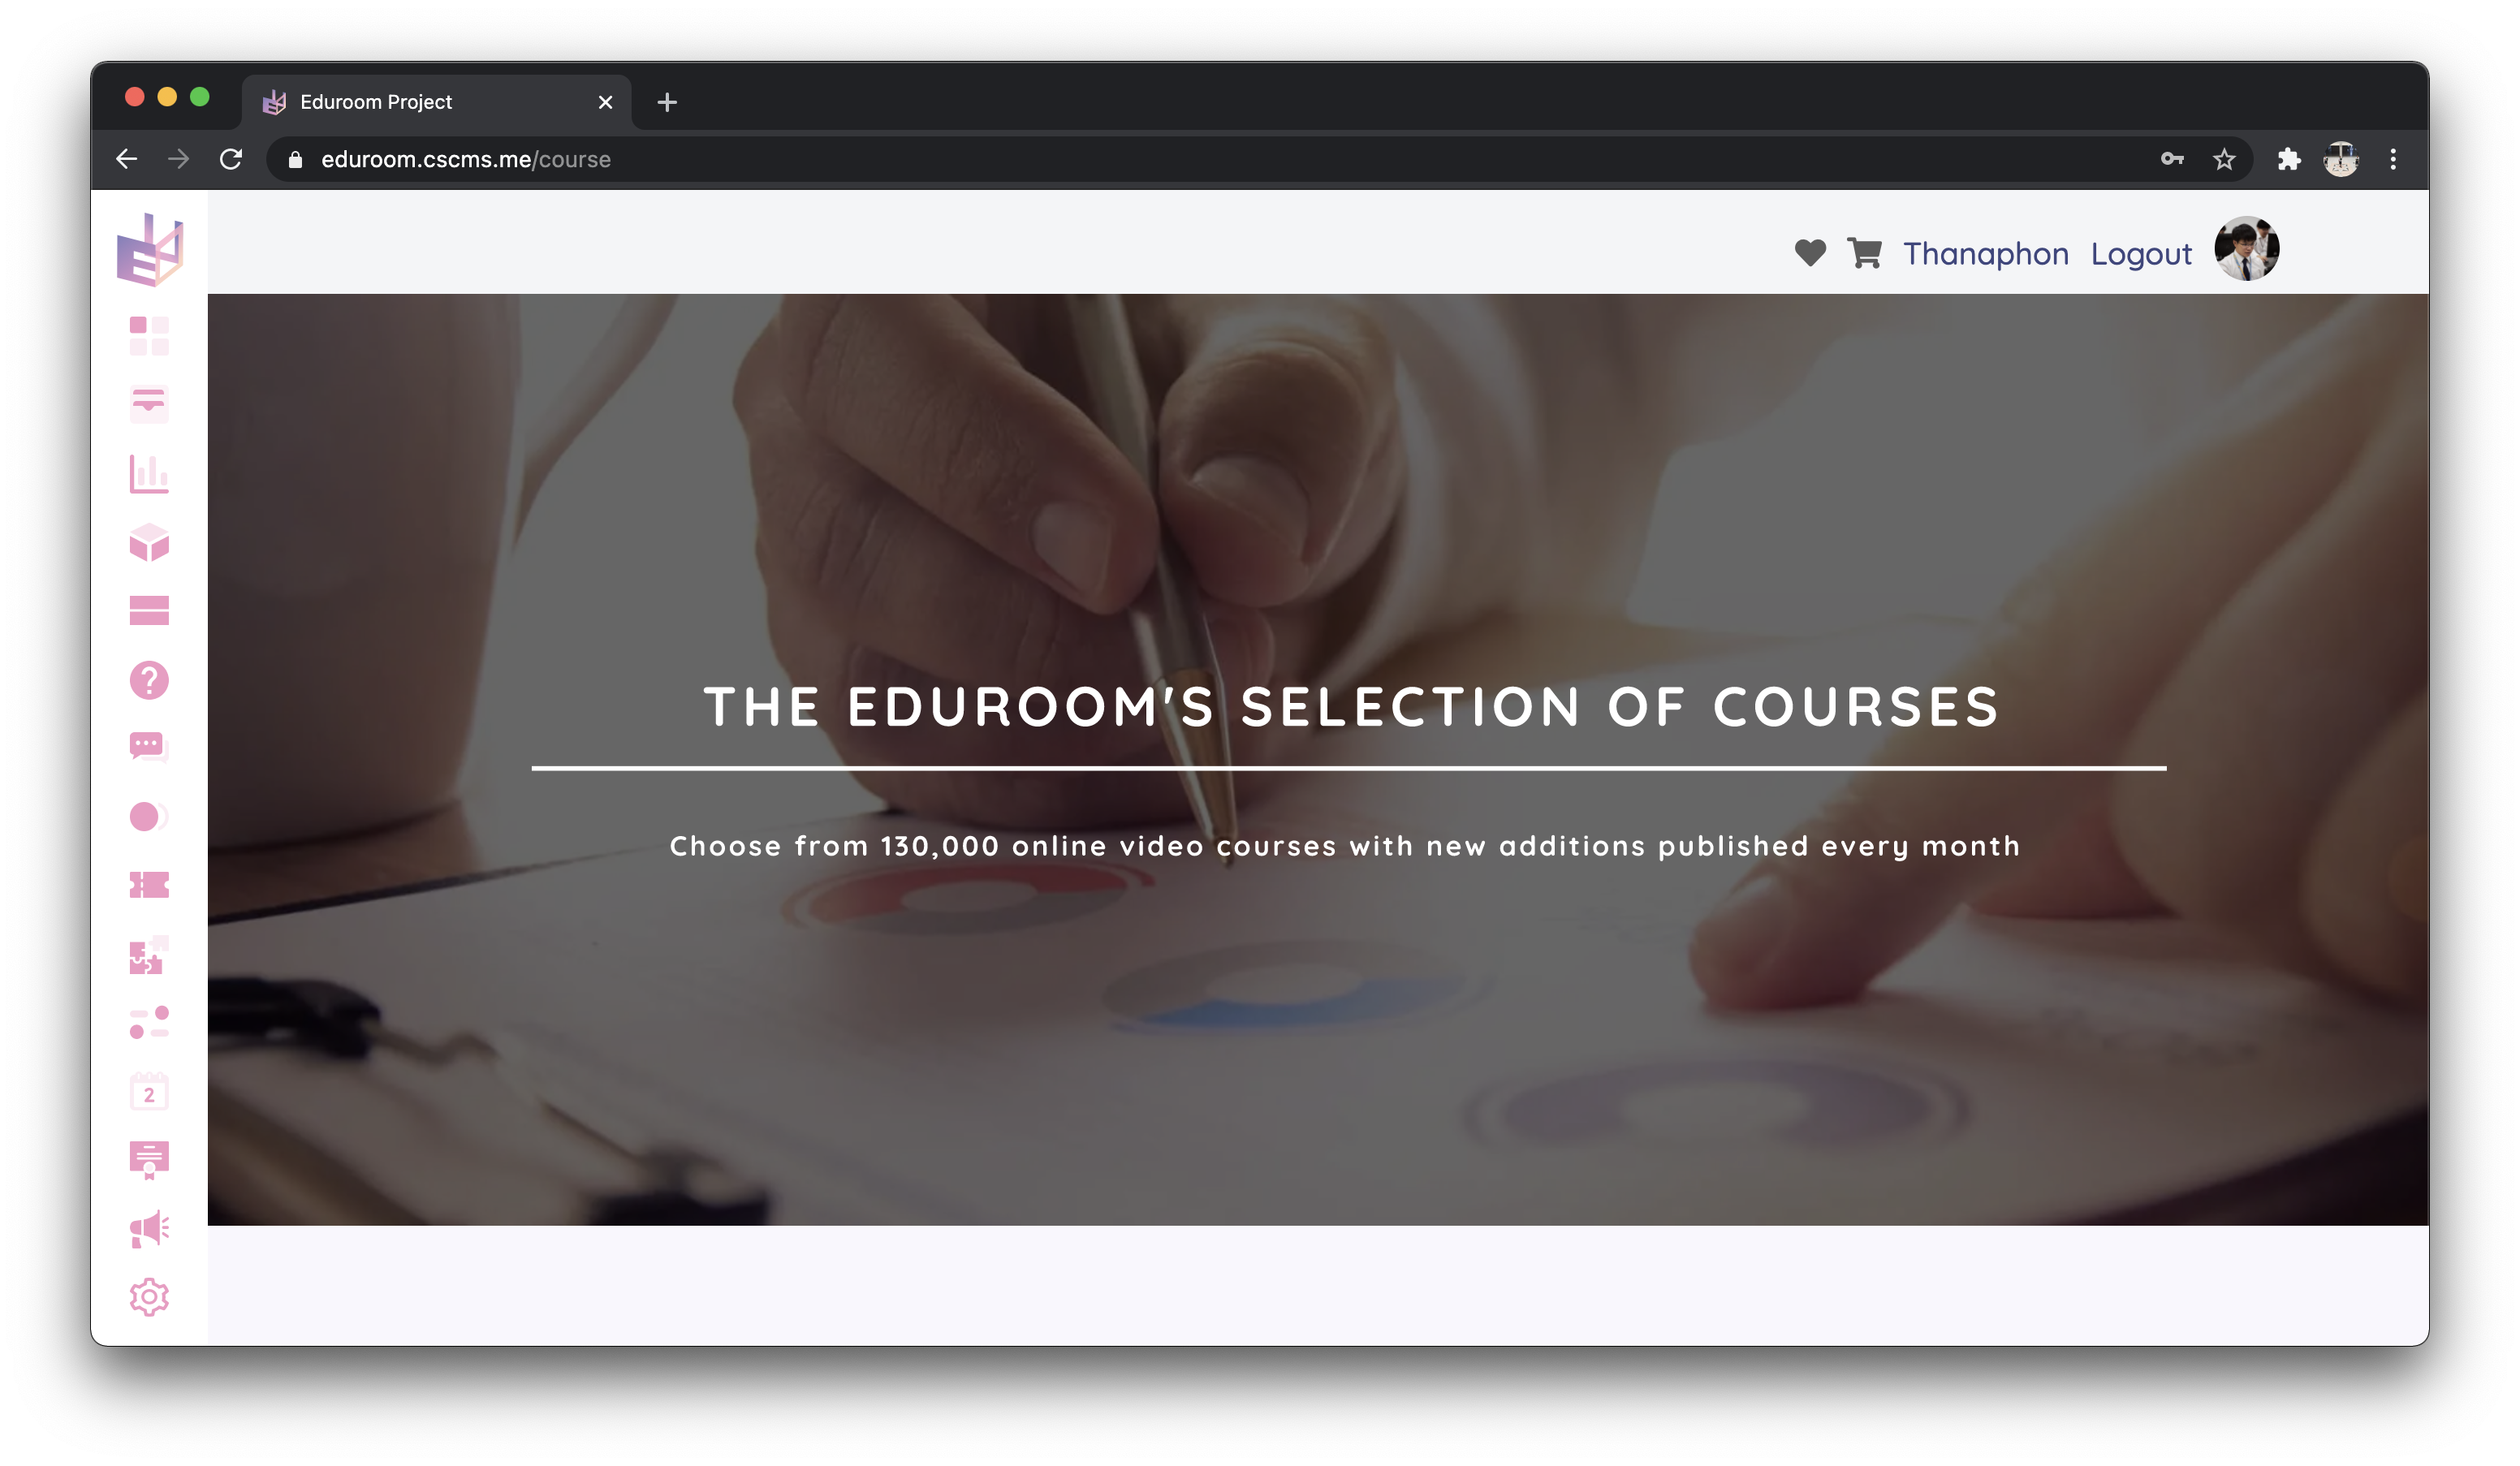 Eduroom Project
eduroom.cscms.me/course
Thanaphon Logout
THE EDUROOM'S SELECTION OF COURSES
Choose from 130,000 online video courses with new additions published every month
2